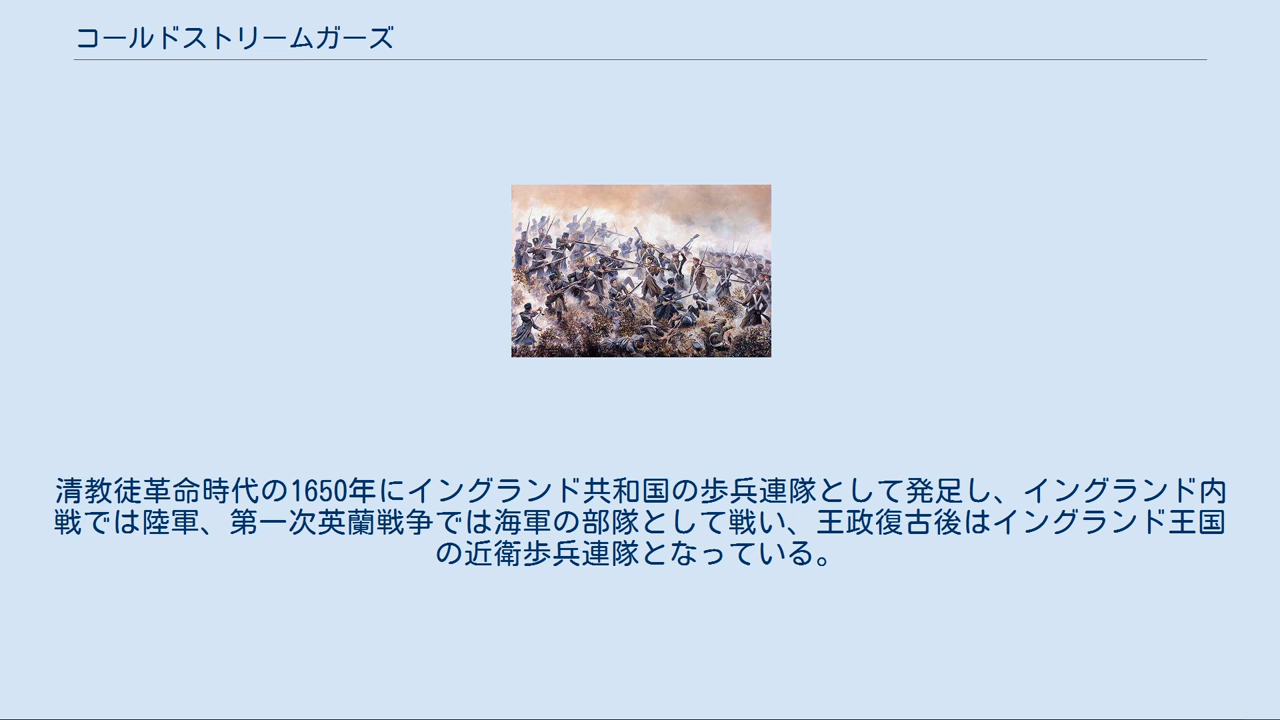 コールドストリームガーズ
清教徒革命時代の1650年にイングランド共和国の歩兵連隊として発足し、イングランド内
戦では陸軍、第一次英蘭戦争では海軍の部隊として戦い、王政復古後はイングランド王国
の近衛歩兵連隊となっている。